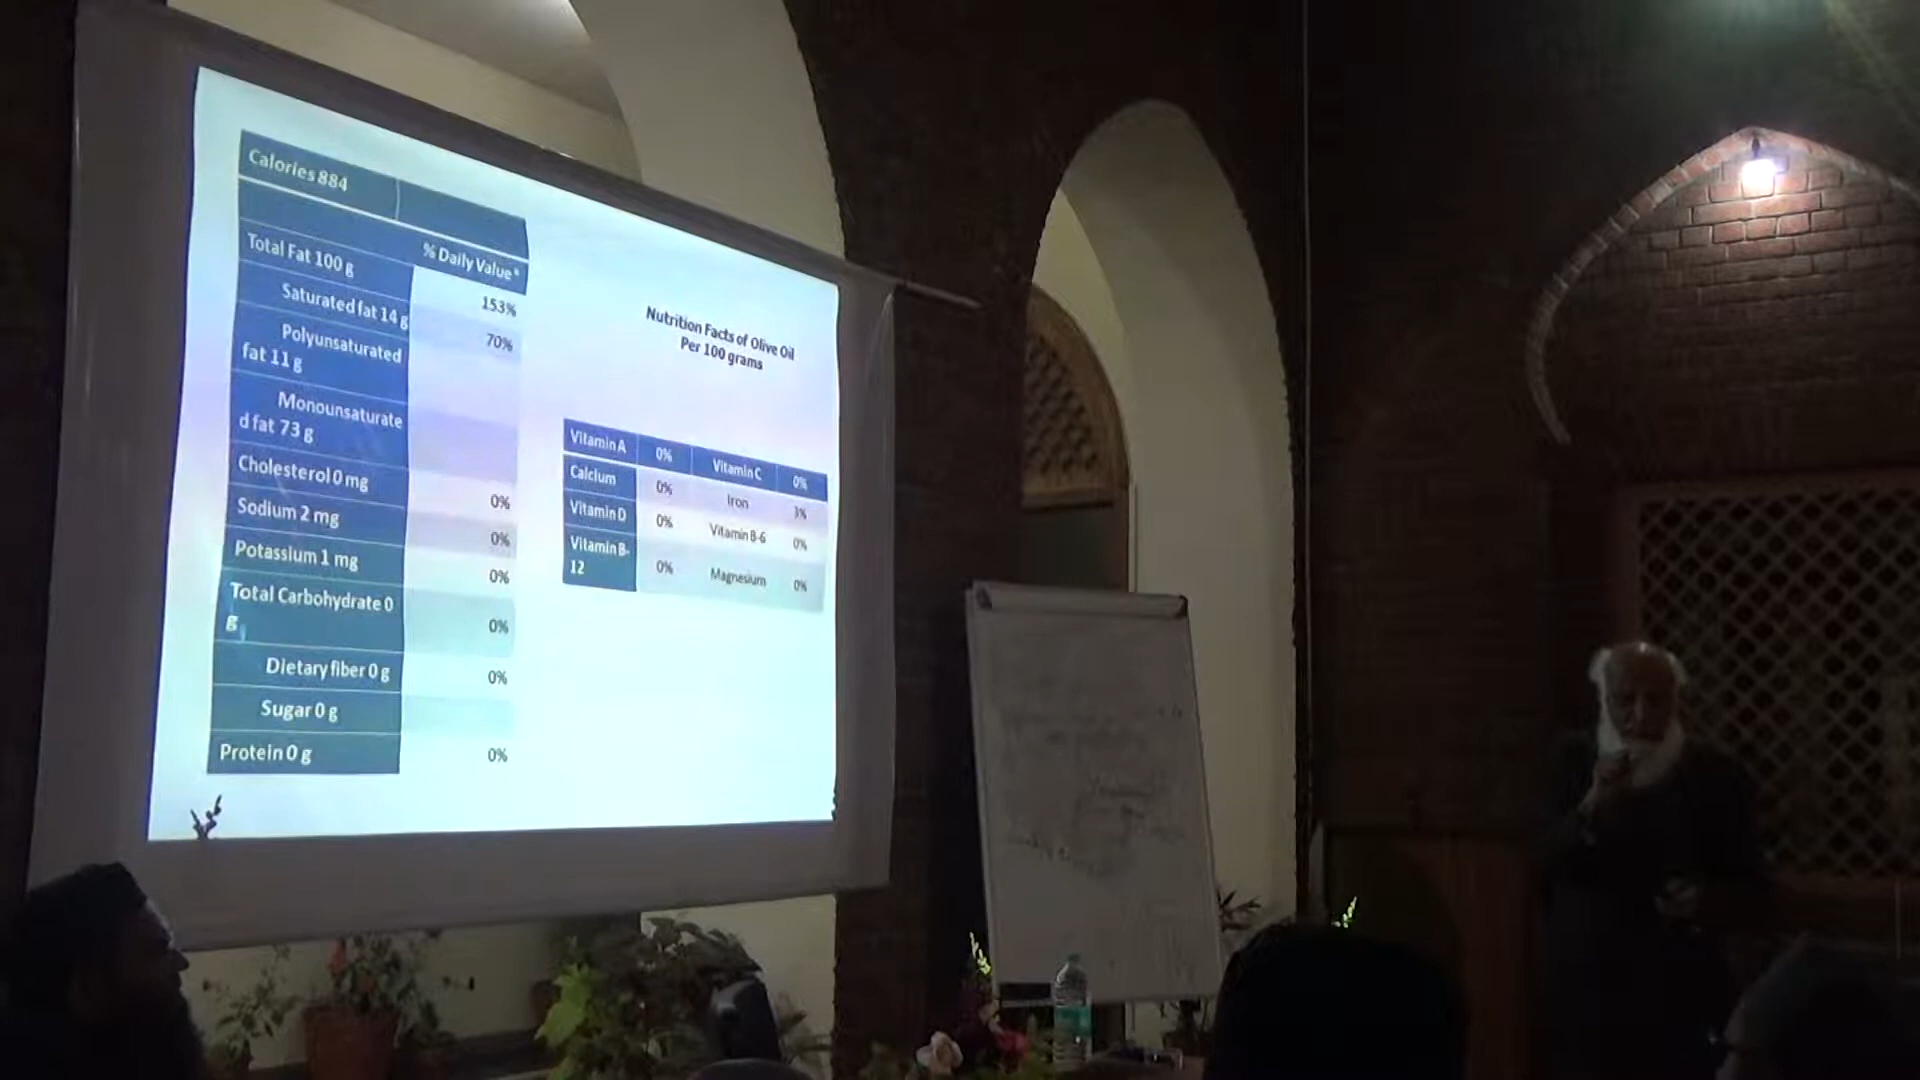 Calories 884
% Daily Value*
Total Fat 100 g
153%
Saturated fat 14 g
70%
Polyunsaturated
fat 11 g
Monounsaturate
d fat 73 g
Cholesterol 0 mg
0%
Sodium 2 mg
0%
Potassium 1 mg
0%
Total Carbohydrate 0
g
0%
Dietary fiber 0 g
0%
Sugar 0 g
Protein 0 g
0%
Nutrition Facts of Olive Oil
Per 100 grams
Vitamin A 0% Vitamin C 0%
Calcium 0% Iron 3%
Vitamin D 0% Vitamin B-6 0%
Vitamin B-
12 0% Magnesium 0%